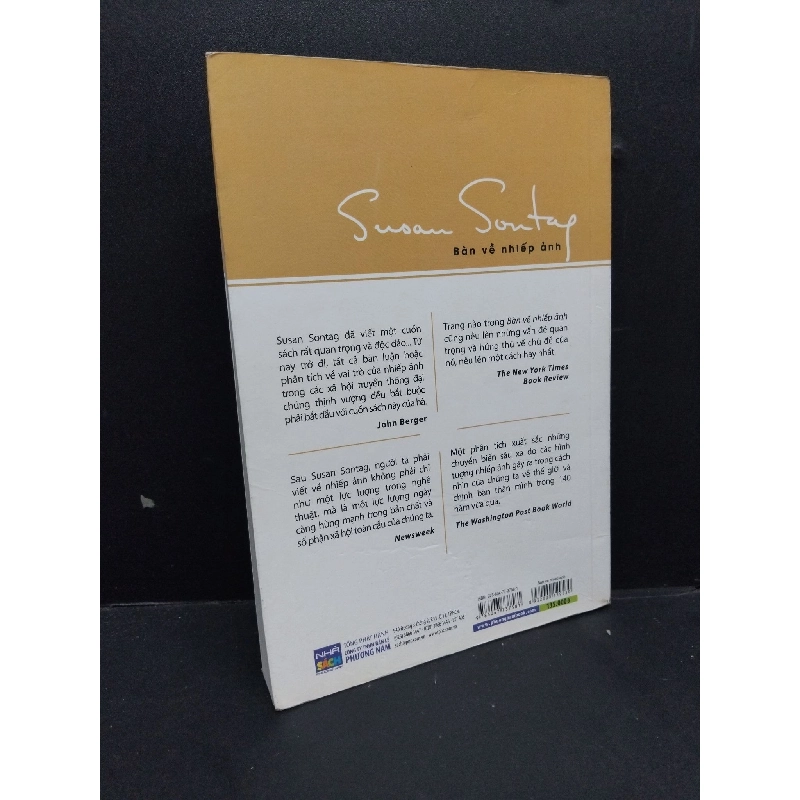 Susan Sontag
Bàn về nhiếp ảnh
Susan Sontag đã viết một cuốn
sách rất quan trọng và độc đáo... Từ
nay trở đi, tất cả bàn luận hoặc
phân tích về vai trò của nhiếp ảnh
trong các xã hội truyền thông đại
chúng thịnh vượng đều bắt buộc
phải bắt đầu với cuốn sách này của bà.
John Berger
Trang nào trong Bàn về nhiếp ảnh
cũng nêu lên những vấn đề quan
trọng và hứng thú về chủ đề của
nó, nêu lên một cách hay nhất.
The New York Times
Book Review
Sau Susan Sontag, người ta phải
viết về nhiếp ảnh không phải chỉ
như một lực lượng trong nghệ
thuật, mà là một lực lượng ngày
càng hùng mạnh trong bản chất và
số phận xã hội toàn cầu của chúng ta.
Newsweek
Một phân tích xuất sắc những
chuyển biến sâu xa do các hình
tượng nhiếp ảnh gây ra trong cách
nhìn của chúng ta về thế giới và
chính bản thân mình trong 140
năm vừa qua.
The Washington Post Book World
NHÀ
SÁCH
TỔNG PHÁT HÀNH
PHƯƠNG NAM